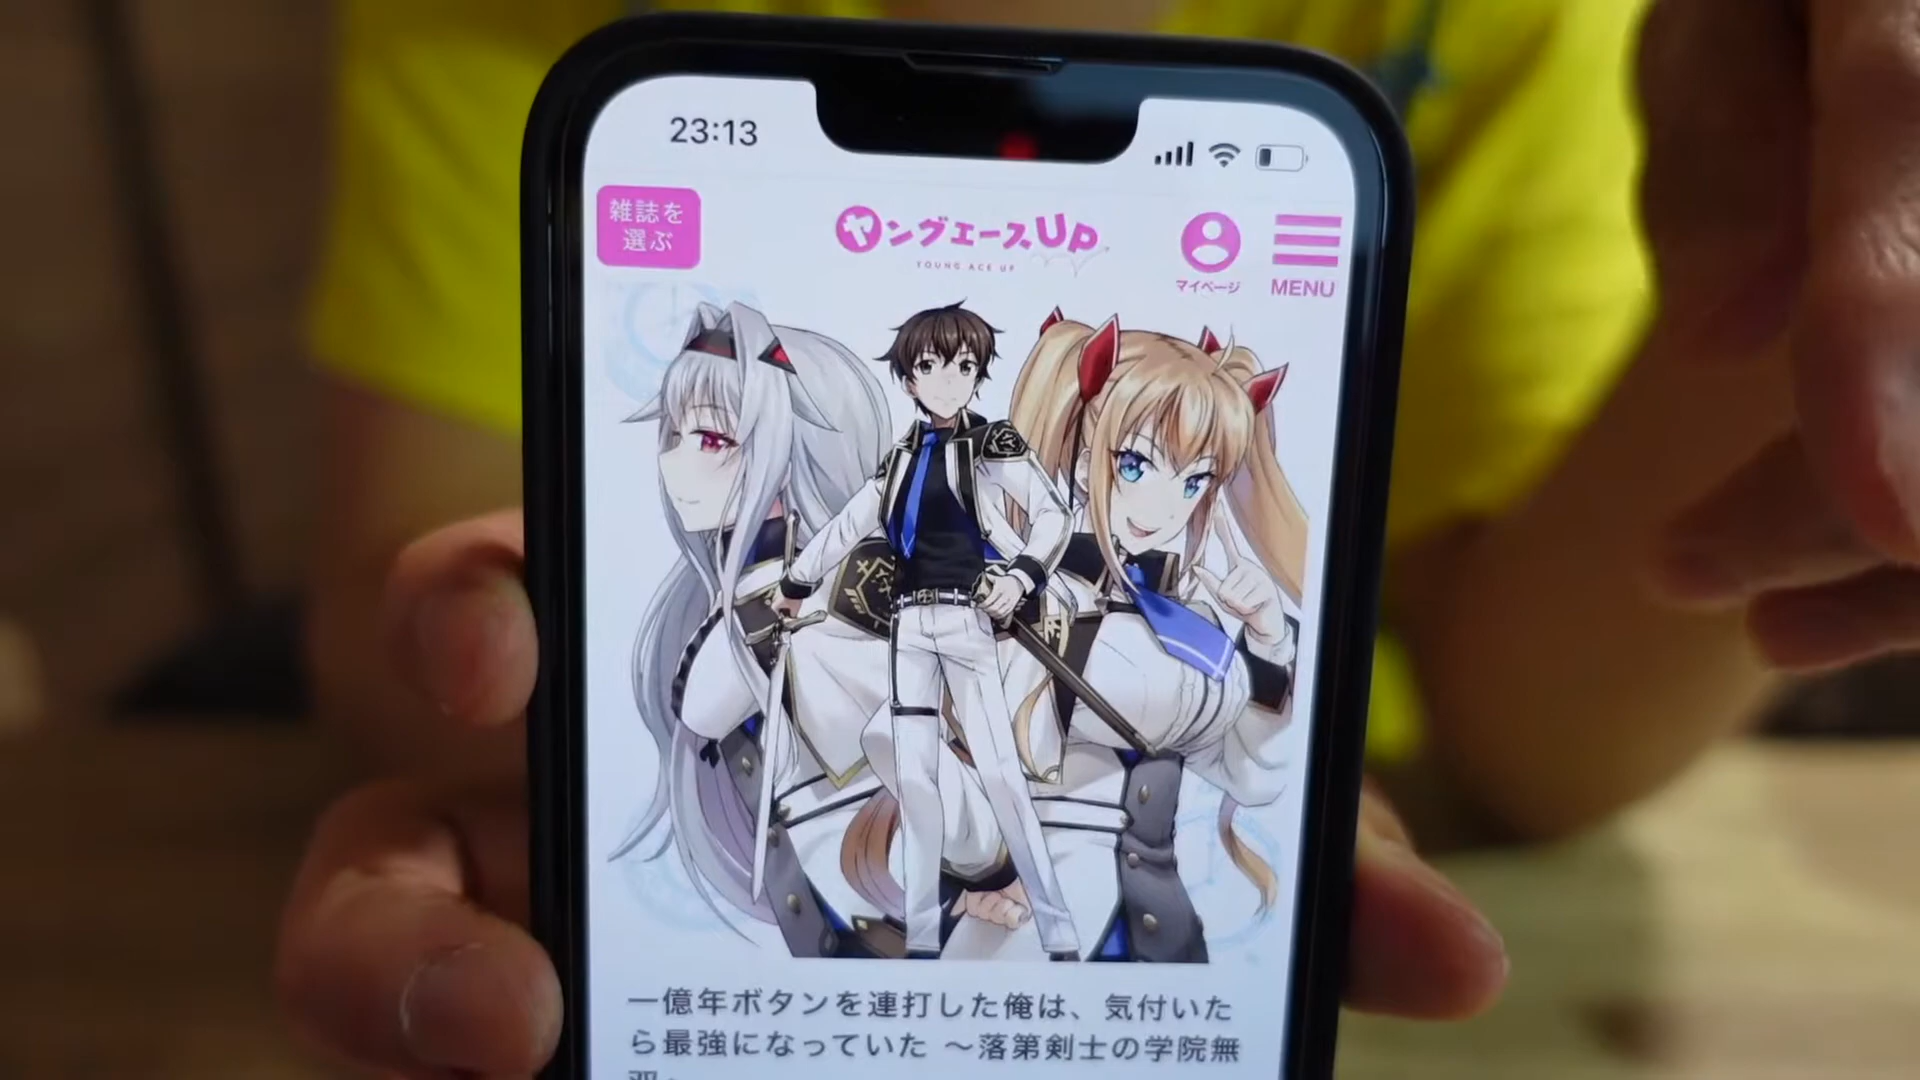 23:13
雑誌を
選ぶ
ヤングエースUP
YOUNG ACE UP
マイページ
MENU
一億年ボタンを連打した俺は、気付いた
ら最強になっていた ～落第剣士の学院無